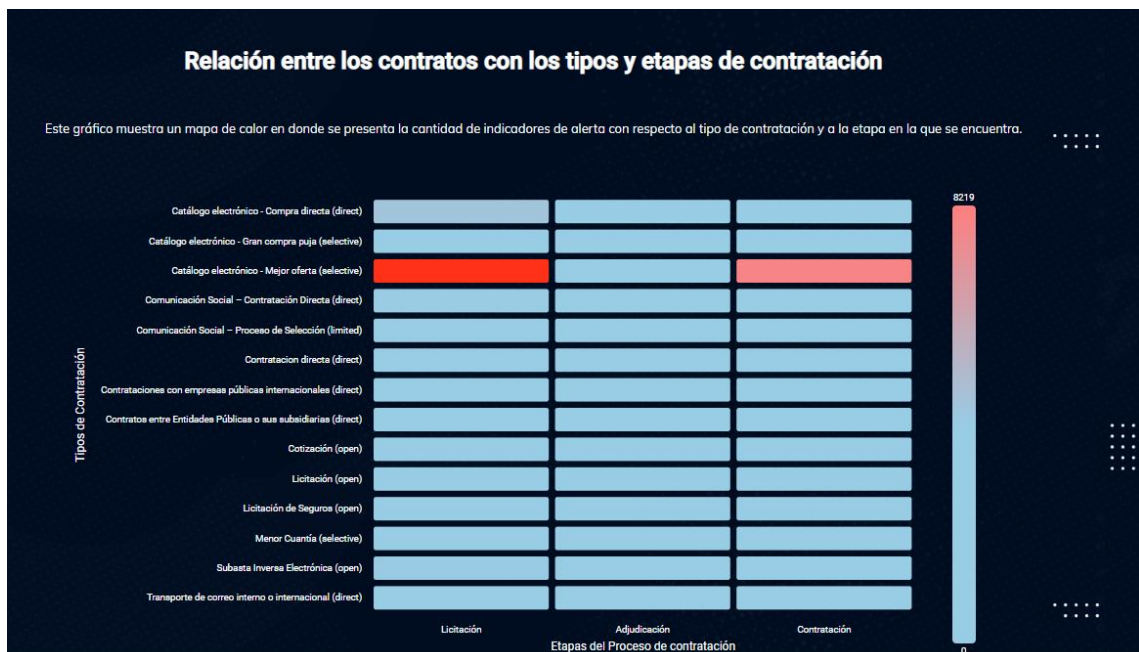 Relación entre los contratos con los tipos y etapas de contratación
Este gráfico muestra un mapa de calor en donde se presenta la cantidad de indicadores de alerta con respecto al tipo de contratación y a la etapa en la que se encuentra.
8219
Catálogo electrónico - Compra directa (direct)
Catálogo electrónico - Gran compra puja (selective)
Catálogo electrónico - Mejor oferta (selective)
Comunicación Social – Contratación Directa (direct)
Comunicación Social – Proceso de Selección (limited)
Contratacion directa (direct)
Contrataciones con empresas públicas internacionales (direct)
Contratos entre Entidades Públicas o sus subsidiarias (direct)
Cotización (open)
Licitación (open)
Licitación de Seguros (open)
Menor Cuantía (selective)
Subasta Inversa Electrónica (open)
Transporte de correo interno o internacional (direct)
Tipos de Contratación
Licitación
Adjudicación
Contratación
Etapas del Proceso de contratación
0